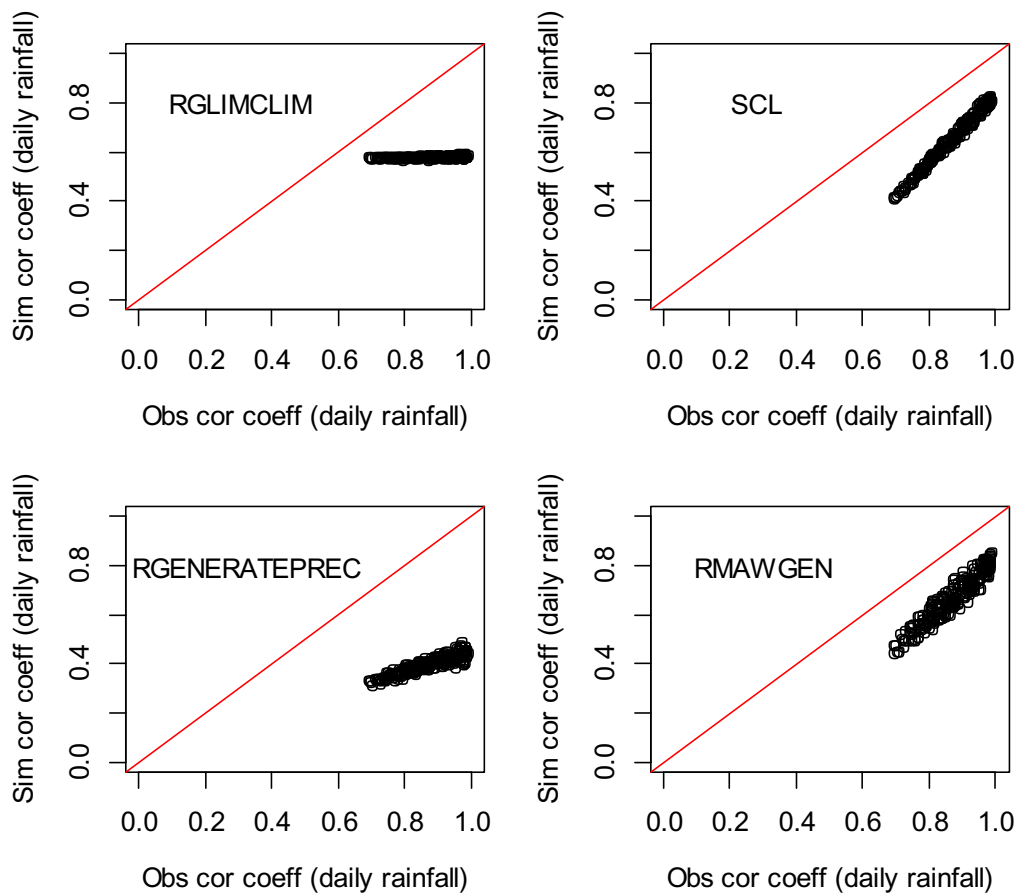 RGLIMCLIM
Sim cor coeff (daily rainfall)
0.0 0.4 0.8
0.0 0.2 0.4 0.6 0.8 1.0
Obs cor coeff (daily rainfall)
SCL
Sim cor coeff (daily rainfall)
0.0 0.4 0.8
0.0 0.2 0.4 0.6 0.8 1.0
Obs cor coeff (daily rainfall)
RGENERATEPREC
Sim cor coeff (daily rainfall)
0.0 0.4 0.8
0.0 0.2 0.4 0.6 0.8 1.0
Obs cor coeff (daily rainfall)
RMAWGEN
Sim cor coeff (daily rainfall)
0.0 0.4 0.8
0.0 0.2 0.4 0.6 0.8 1.0
Obs cor coeff (daily rainfall)